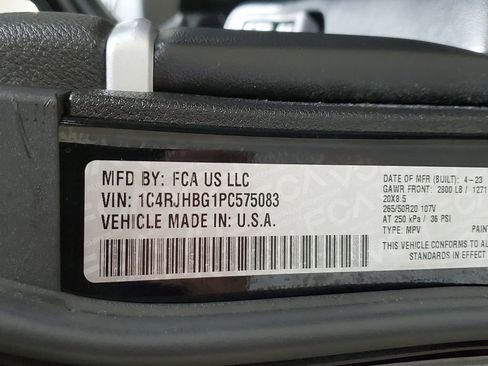 MFD BY: FCA US LLC
VIN: 1C4RJHBG1PC575083
VEHICLE MADE IN: U.S.A.
DATE OF MFR (BUILT): 4-23
GAWR FRONT: 2800 LB / 1271
20X8.5
265/50R20 107V
AT 250 kPa / 36 PSI
TYPE: MPV PAIN
THIS VEHICLE CONFORMS TO
STANDARDS IN EFFECT